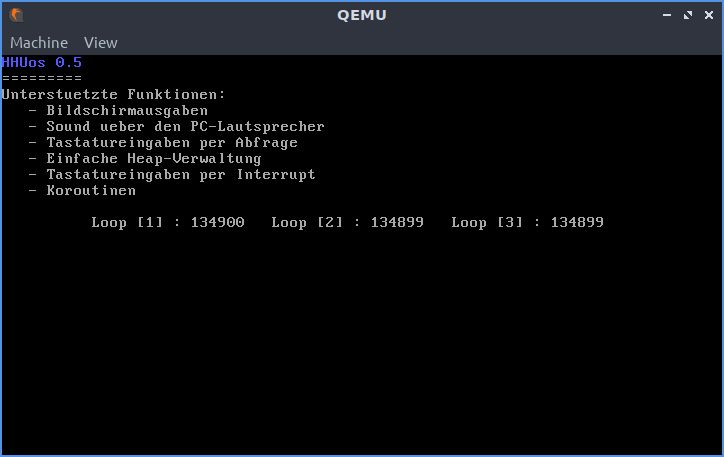 QEMU
Machine View
HHUos 0.5
=========
Unterstuetzte Funktionen:
- Bildschirmausgaben
- Sound ueber den PC-Lautsprecher
- Tastatureingaben per Abfrage
- Einfache Heap-Verwaltung
- Tastatureingaben per Interrupt
- Koroutinen
Loop [1] : 134900 Loop [2] : 134899 Loop [3] : 134899